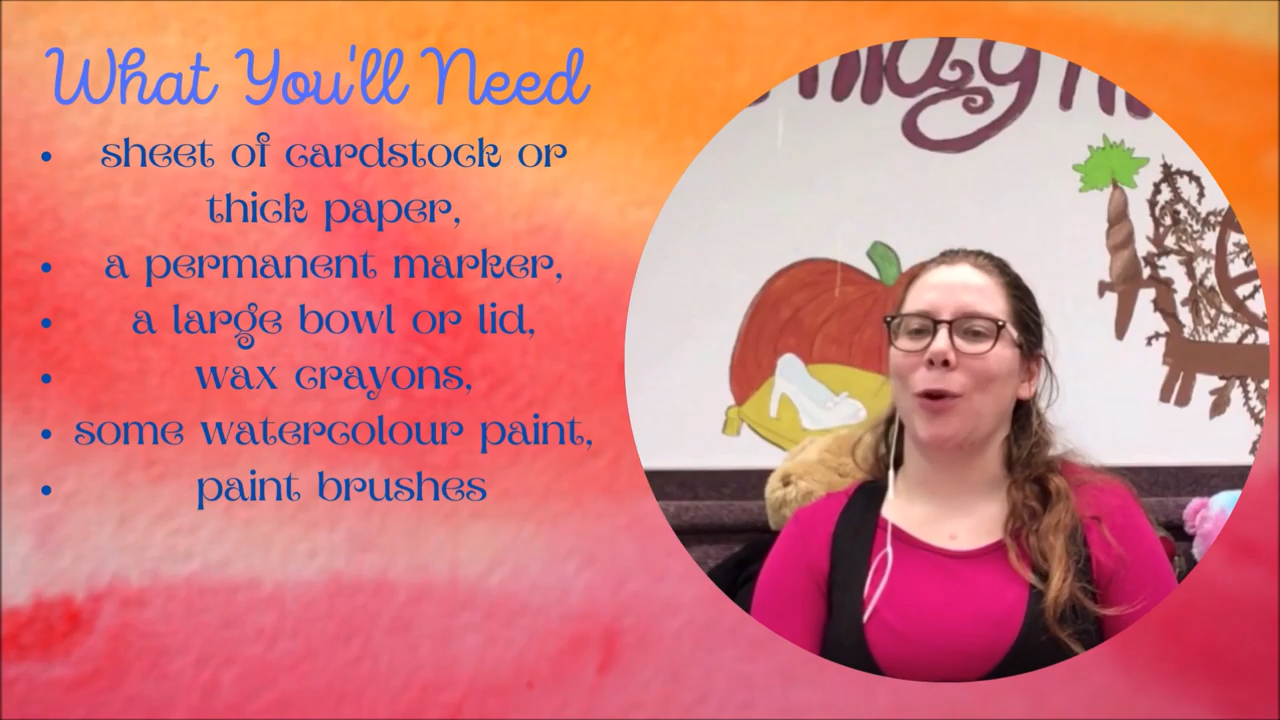 What You'll Need
• sheet of cardstock or
thick paper,
• a permanent marker,
• a large bowl or lid,
• wax crayons,
• some watercolour paint,
• paint brushes